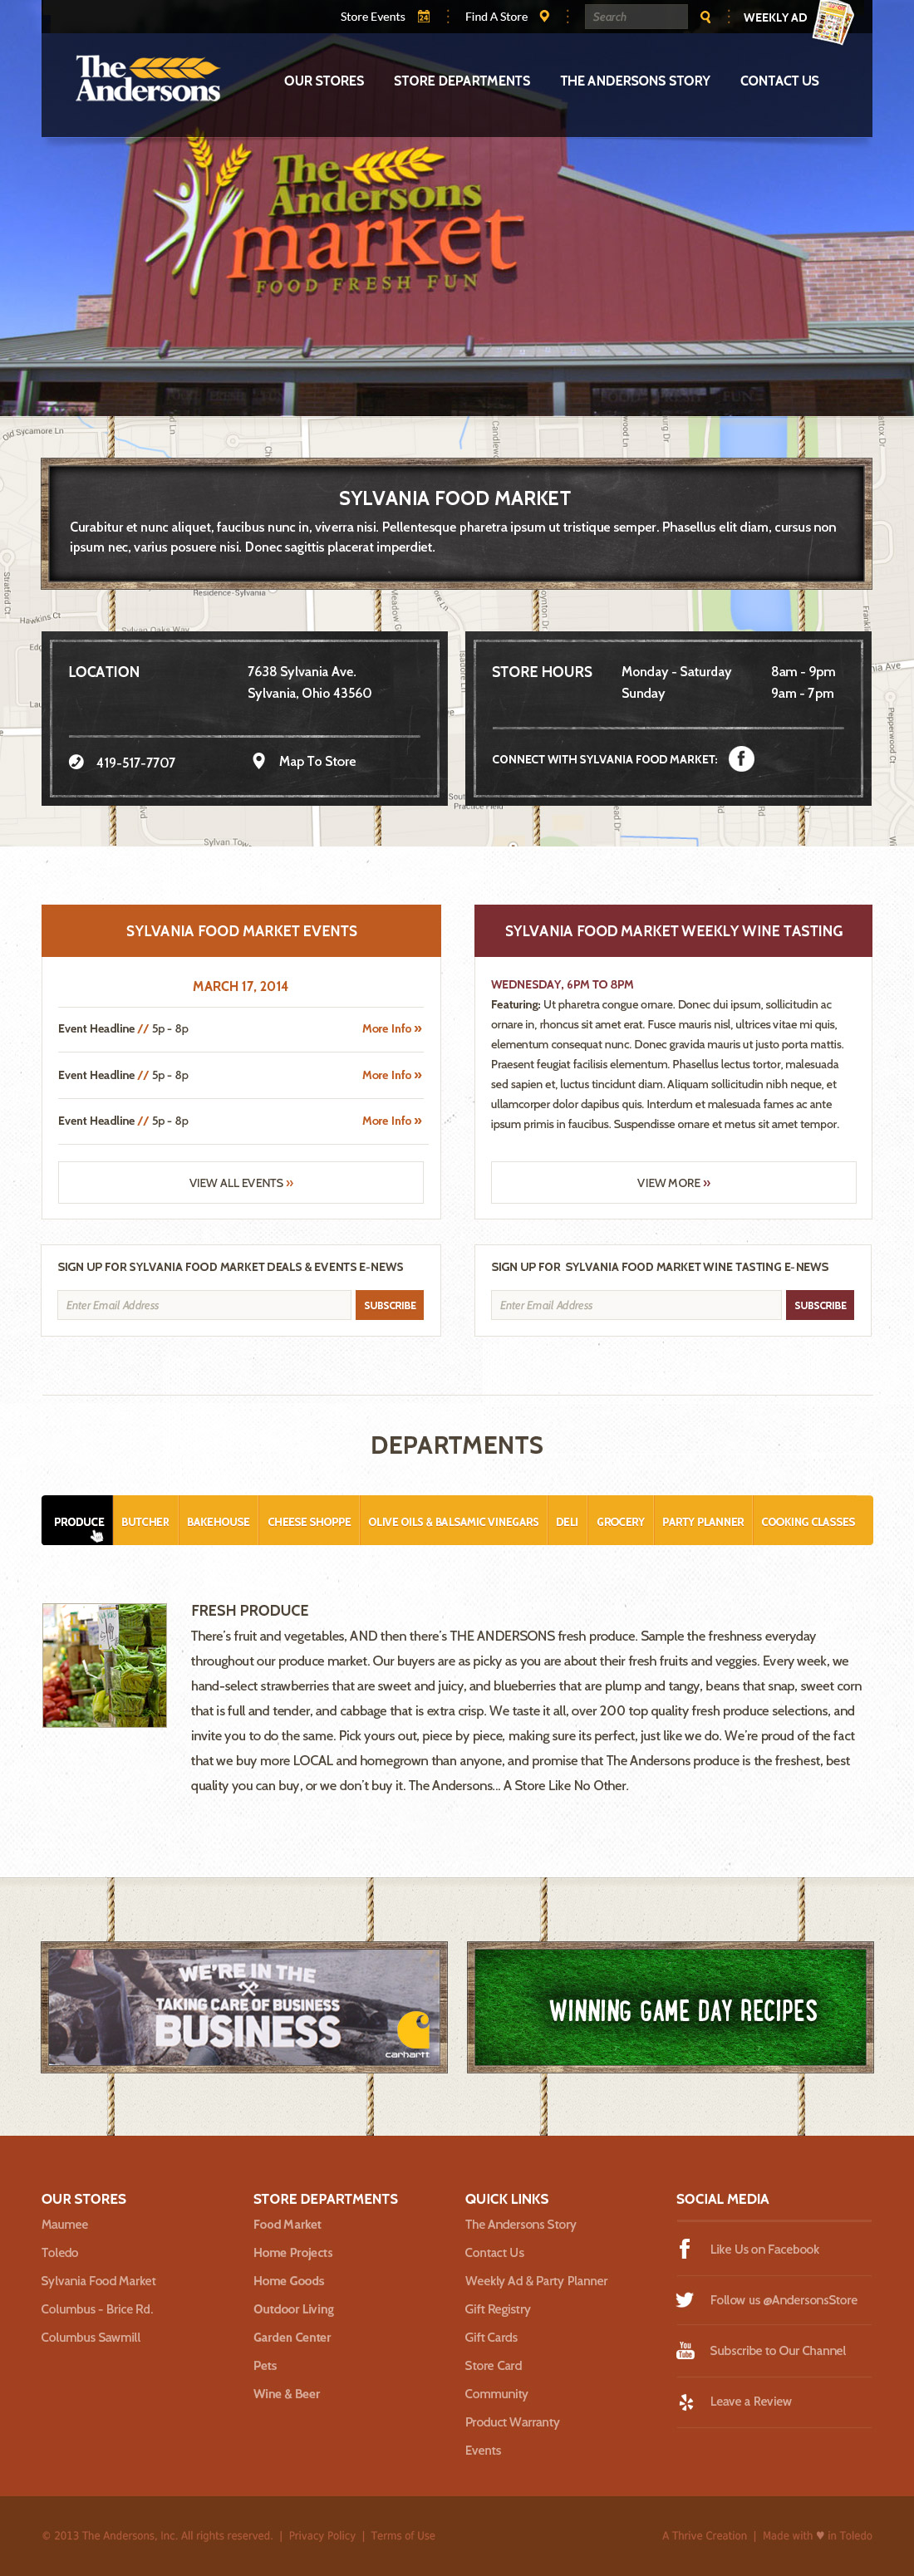 Store Events
24
Find A Store
Search
WEEKLY AD
The
Andersons
OUR STORES
STORE DEPARTMENTS
THE ANDERSONS STORY
CONTACT US
The
Andersons
market
FOOD FRESH FUN
Old Sycamore Ln
SYLVANIA FOOD MARKET
Curabitur et nunc aliquet, faucibus nunc in, viverra nisi. Pellentesque pharetra ipsum ut tristique semper. Phasellus elit diam, cursus non
ipsum nec, varius posuere nisi. Donec sagittis placerat imperdiet.
Stratford Ct
Residence-Sylvania
Hawkins Ct
Sylvan Oaks Way
LOCATION
7638 Sylvania Ave.
Sylvania, Ohio 43560
419-517-7707
Map To Store
STORE HOURS
Monday - Saturday
8am - 9pm
Sunday
9am - 7pm
CONNECT WITH SYLVANIA FOOD MARKET:
Pepperwood Ct
Practice Field
SYLVANIA FOOD MARKET EVENTS
MARCH 17, 2014
Event Headline // 5p - 8p
More Info »
Event Headline // 5p - 8p
More Info »
Event Headline // 5p - 8p
More Info »
VIEW ALL EVENTS »
SYLVANIA FOOD MARKET WEEKLY WINE TASTING
WEDNESDAY, 6PM TO 8PM
Featuring: Ut pharetra congue ornare. Donec dui ipsum, sollicitudin ac
ornare in, rhoncus sit amet erat. Fusce mauris nisl, ultrices vitae mi quis,
elementum consequat nunc. Donec gravida mauris ut justo porta mattis.
Praesent feugiat facilisis elementum. Phasellus lectus tortor, malesuada
sed sapien et, luctus tincidunt diam. Aliquam sollicitudin nibh neque, et
ullamcorper dolor dapibus quis. Interdum et malesuada fames ac ante
ipsum primis in faucibus. Suspendisse ornare et metus sit amet tempor.
VIEW MORE »
SIGN UP FOR SYLVANIA FOOD MARKET DEALS & EVENTS E-NEWS
Enter Email Address
SUBSCRIBE
SIGN UP FOR SYLVANIA FOOD MARKET WINE TASTING E-NEWS
Enter Email Address
SUBSCRIBE
DEPARTMENTS
PRODUCE
BUTCHER
BAKEHOUSE
CHEESE SHOPPE
OLIVE OILS & BALSAMIC VINEGARS
DELI
GROCERY
PARTY PLANNER
COOKING CLASSES
FRESH PRODUCE
There's fruit and vegetables, AND then there's THE ANDERSONS fresh produce. Sample the freshness everyday
throughout our produce market. Our buyers are as picky as you are about their fresh fruits and veggies. Every week, we
hand-select strawberries that are sweet and juicy, and blueberries that are plump and tangy, beans that snap, sweet corn
that is full and tender, and cabbage that is extra crisp. We taste it all, over 200 top quality fresh produce selections, and
invite you to do the same. Pick yours out, piece by piece, making sure its perfect, just like we do. We're proud of the fact
that we buy more LOCAL and homegrown than anyone, and promise that The Andersons produce is the freshest, best
quality you can buy, or we don't buy it. The Andersons... A Store Like No Other.
WE'RE IN THE
TAKING CARE OF BUSINESS
BUSINESS
carhartt
WINNING GAME DAY RECIPES
OUR STORES
Maumee
Toledo
Sylvania Food Market
Columbus - Brice Rd.
Columbus Sawmill
STORE DEPARTMENTS
Food Market
Home Projects
Home Goods
Outdoor Living
Garden Center
Pets
Wine & Beer
QUICK LINKS
The Andersons Story
Contact Us
Weekly Ad & Party Planner
Gift Registry
Gift Cards
Store Card
Community
Product Warranty
Events
SOCIAL MEDIA
Like Us on Facebook
Follow us @AndersonsStore
You
Tube
Subscribe to Our Channel
Leave a Review
© 2013 The Andersons, Inc. All rights reserved. | Privacy Policy | Terms of Use
A Thrive Creation | Made with ♥ in Toledo